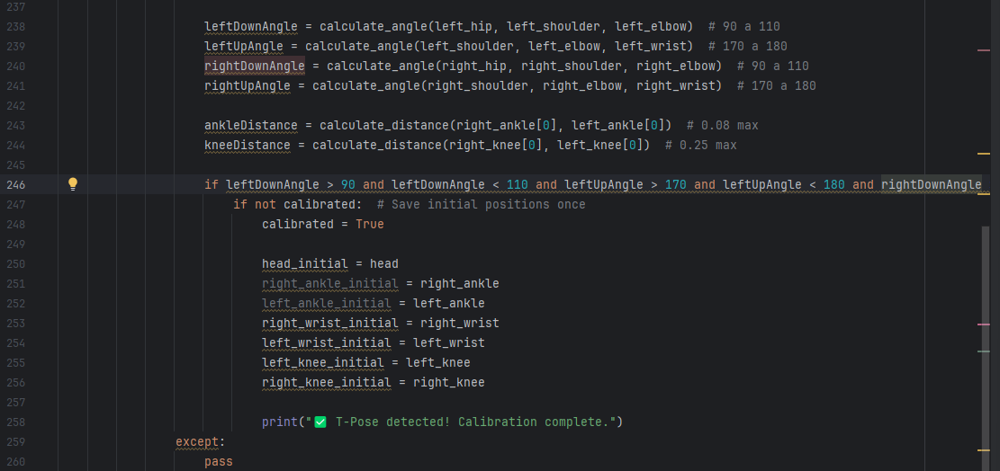 237
238 leftDownAngle = calculate_angle(left_hip, left_shoulder, left_elbow)  # 90 a 110
239 leftUpAngle = calculate_angle(left_shoulder, left_elbow, left_wrist)  # 170 a 180
240 rightDownAngle = calculate_angle(right_hip, right_shoulder, right_elbow)  # 90 a 110
241 rightUpAngle = calculate_angle(right_shoulder, right_elbow, right_wrist)  # 170 a 180
242
243 ankleDistance = calculate_distance(right_ankle[0], left_ankle[0])  # 0.08 max
244 kneeDistance = calculate_distance(right_knee[0], left_knee[0])  # 0.25 max
245
246 if leftDownAngle > 90 and leftDownAngle < 110 and leftUpAngle > 170 and leftUpAngle < 180 and rightDownAngle
247 if not calibrated:  # Save initial positions once
248 calibrated = True
249
250 head_initial = head
251 right_ankle_initial = right_ankle
252 left_ankle_initial = left_ankle
253 right_wrist_initial = right_wrist
254 left_wrist_initial = left_wrist
255 left_knee_initial = left_knee
256 right_knee_initial = right_knee
257
258 print("✅ T-Pose detected! Calibration complete.")
259 except:
260 pass